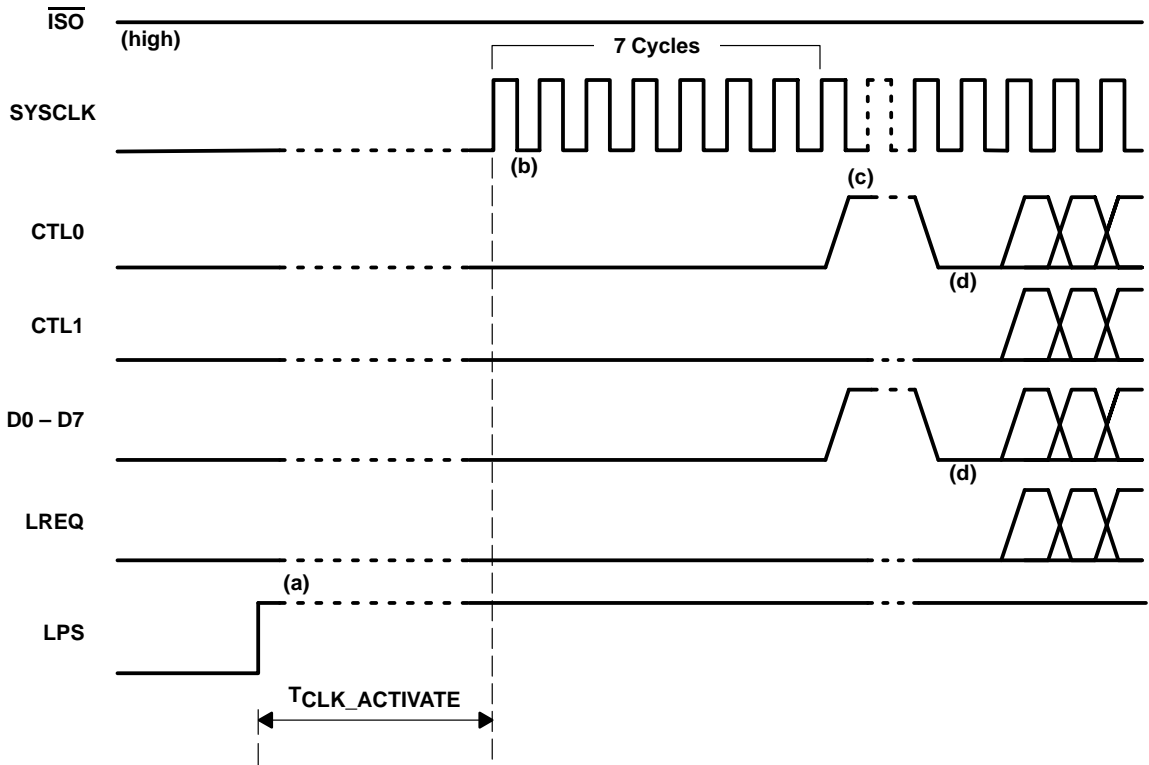 ISO
(high)
7 Cycles
SYSCLK
(b)
(c)
CTL0
(d)
CTL1
D0 – D7
(d)
LREQ
(a)
LPS
TCLK_ACTIVATE